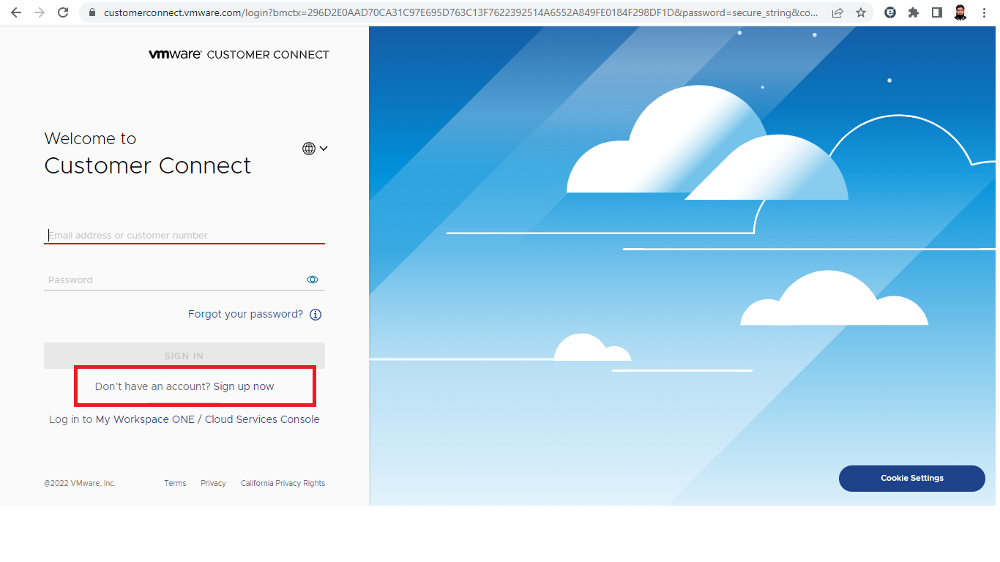 customerconnect.vmware.com/login?bmctx=296D2E0AAD70CA31C97E695D763C13F7622392514A6552A849FE0184F298DF1D&password=secure_string&co...
vmware® CUSTOMER CONNECT
Welcome to
Customer Connect
Email address or customer number
Password
Forgot your password?
SIGN IN
Don't have an account? Sign up now
Log in to My Workspace ONE / Cloud Services Console
@2022 VMware, Inc. Terms Privacy California Privacy Rights
Cookie Settings